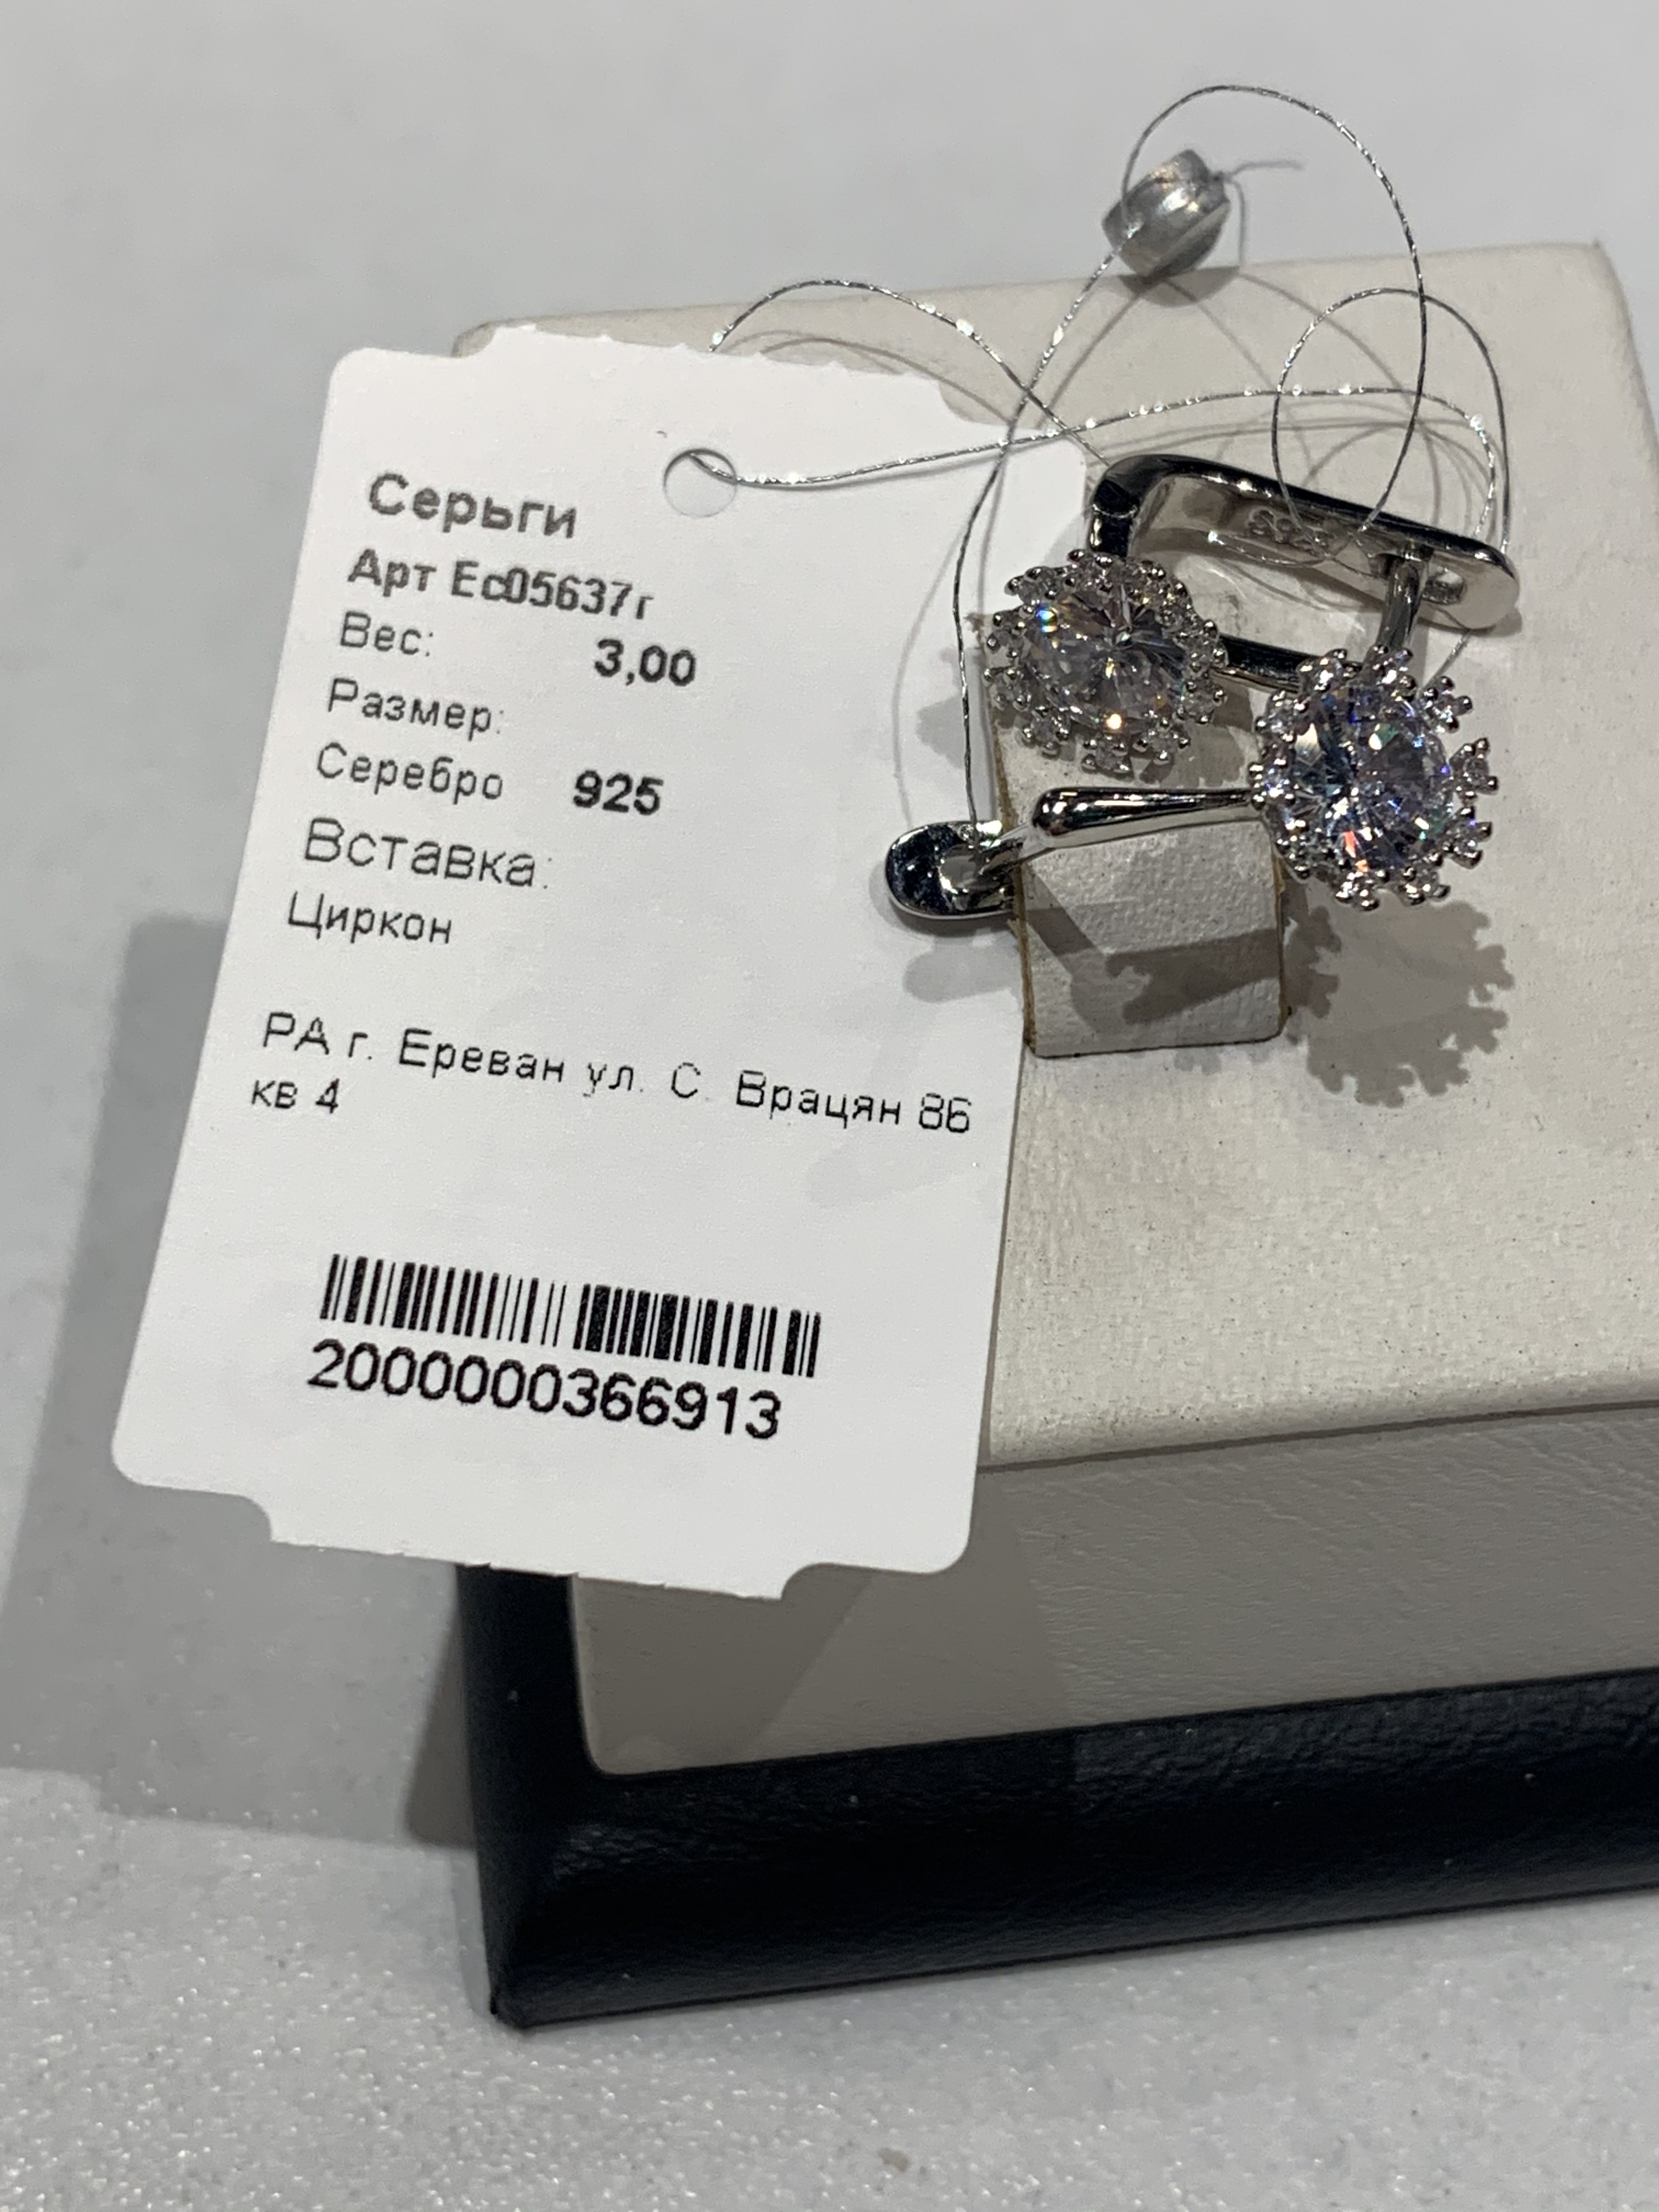 Серьги
Арт Ес05637г
Вес: 3,00
Размер:
Серебро 925
Вставка:
Циркон
РА г. Ереван ул. С. Врацян 86
кв 4
2000000366913